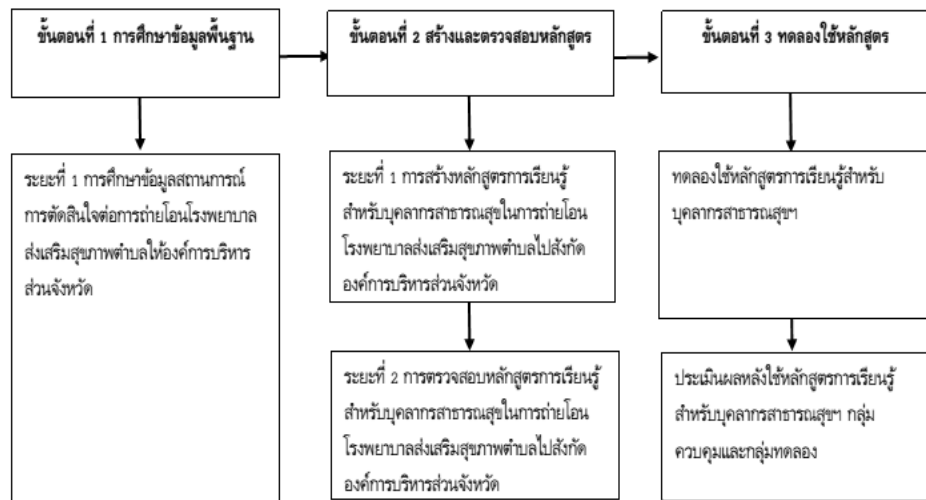 ขั้นตอนที่ 1 การศึกษาข้อมูลพื้นฐาน
ระยะที่ 1 การศึกษาข้อมูลสถานการณ์
การตัดสินใจต่อการถ่ายโอนโรงพยาบาล
ส่งเสริมสุขภาพตำบลให้องค์การบริหาร
ส่วนจังหวัด
ขั้นตอนที่ 2 สร้างและตรวจสอบหลักสูตร
ระยะที่ 1 การสร้างหลักสูตรการเรียนรู้
สำหรับบุคลากรสาธารณสุขในการถ่ายโอน
โรงพยาบาลส่งเสริมสุขภาพตำบลไปสังกัด
องค์การบริหารส่วนจังหวัด
ระยะที่ 2 การตรวจสอบหลักสูตรการเรียนรู้
สำหรับบุคลากรสาธารณสุขในการถ่ายโอน
โรงพยาบาลส่งเสริมสุขภาพตำบลไปสังกัด
องค์การบริหารส่วนจังหวัด
ขั้นตอนที่ 3 ทดลองใช้หลักสูตร
ทดลองใช้หลักสูตรการเรียนรู้สำหรับ
บุคลากรสาธารณสุขฯ
ประเมินผลหลังใช้หลักสูตรการเรียนรู้
สำหรับบุคลากรสาธารณสุขฯ กลุ่ม
ควบคุมและกลุ่มทดลอง